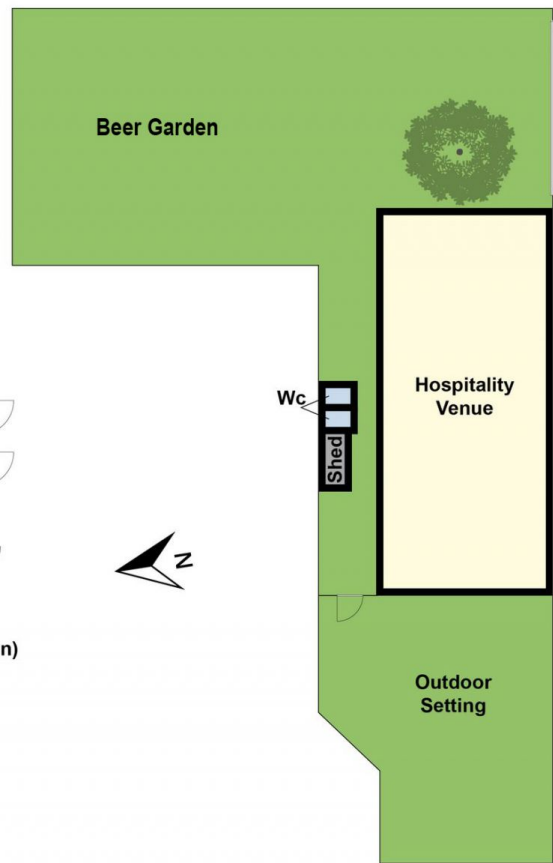 Beer Garden
Hospitality
Venue
Wc
Shed
N
n)
Outdoor
Setting